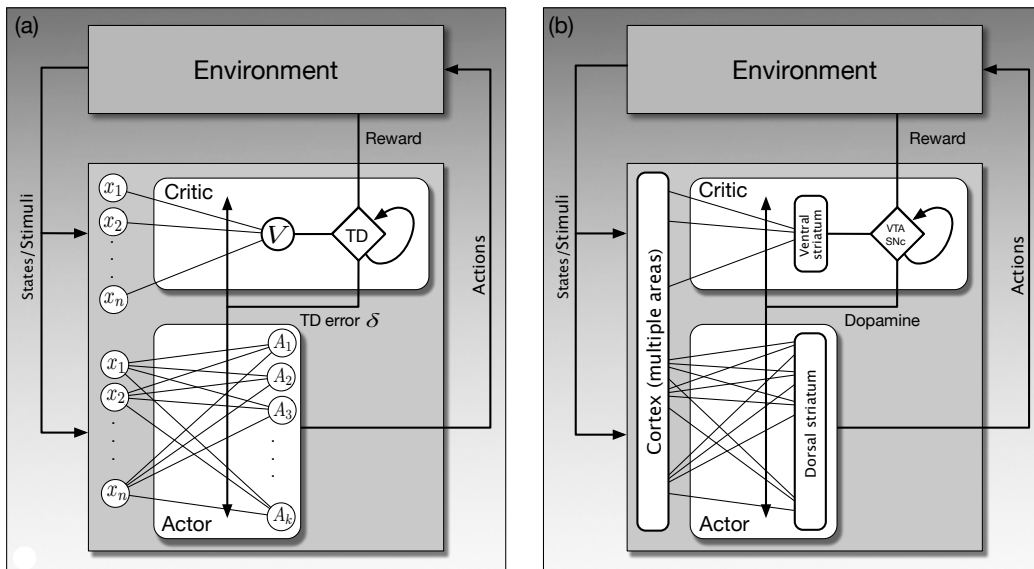 (a)
Environment
Reward
States/Stimuli
Actions
Critic
x₁
x₂
.
.
.
xₙ
V
TD
TD error δ
x₁
x₂
.
.
.
xₙ
A₁
A₂
A₃
.
.
.
Aₖ
Actor
(b)
Environment
Reward
States/Stimuli
Actions
Cortex (multiple areas)
Critic
Ventral
striatum
VTA
SNc
Dopamine
Dorsal striatum
Actor